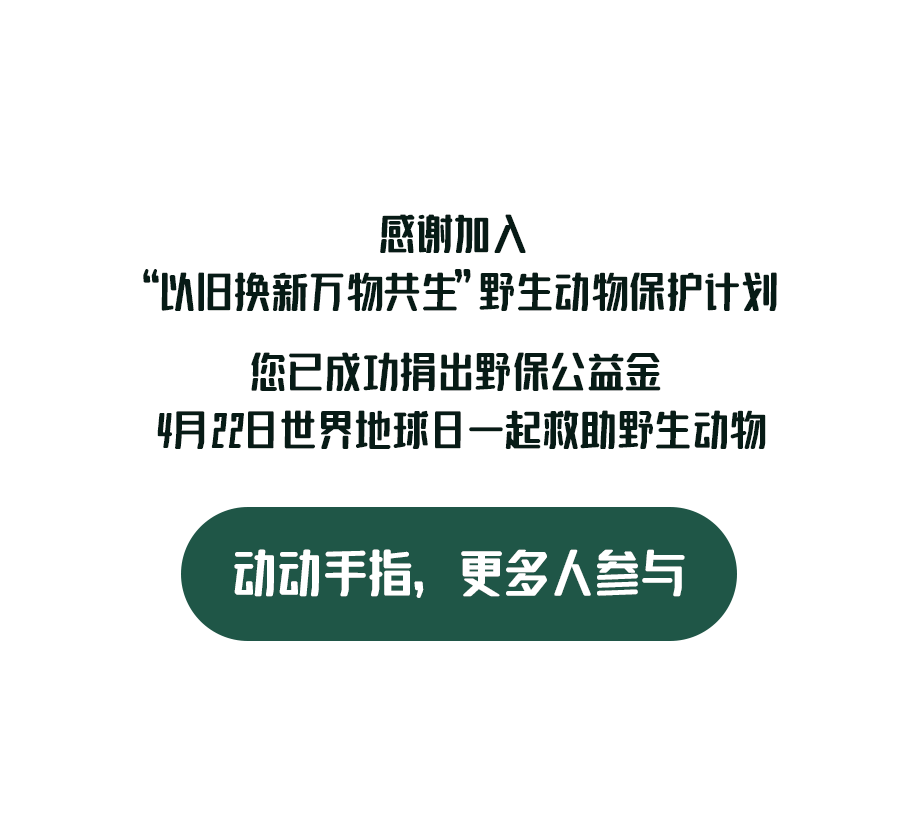 感谢加入
“以旧换新万物共生”野生动物保护计划
您已成功捐出野保公益金
4月22日世界地球日一起救助野生动物
动动手指，更多人参与